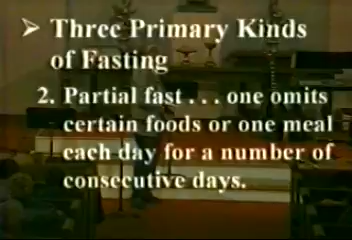 ➢ Three Primary Kinds
of Fasting
2. Partial fast . . . one omits
certain foods or one meal
each day for a number of
consecutive days.